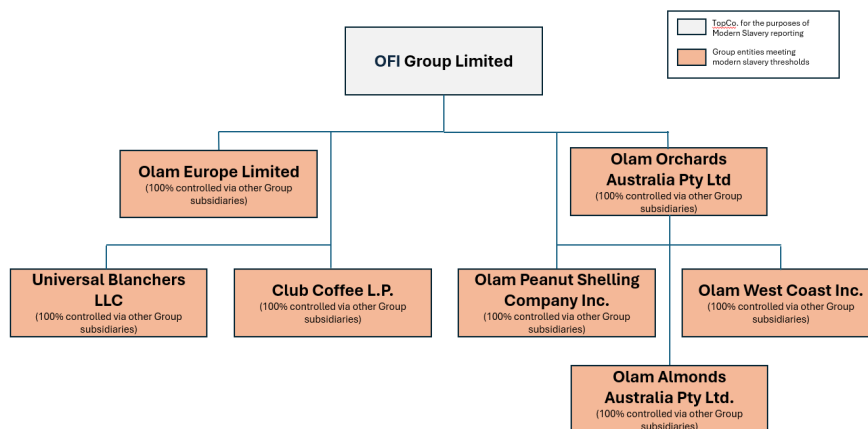 TopCo. for the purposes of
Modern Slavery reporting
Group entities meeting
modern slavery thresholds
OFI Group Limited
Olam Europe Limited
(100% controlled via other Group
subsidiaries)
Olam Orchards
Australia Pty Ltd
(100% controlled via other Group
subsidiaries)
Universal Blanchers
LLC
(100% controlled via other Group
subsidiaries)
Club Coffee L.P.
(100% controlled via other Group
subsidiaries)
Olam Peanut Shelling
Company Inc.
(100% controlled via other Group
subsidiaries)
Olam West Coast Inc.
(100% controlled via other Group
subsidiaries)
Olam Almonds
Australia Pty Ltd.
(100% controlled via other Group
subsidiaries)